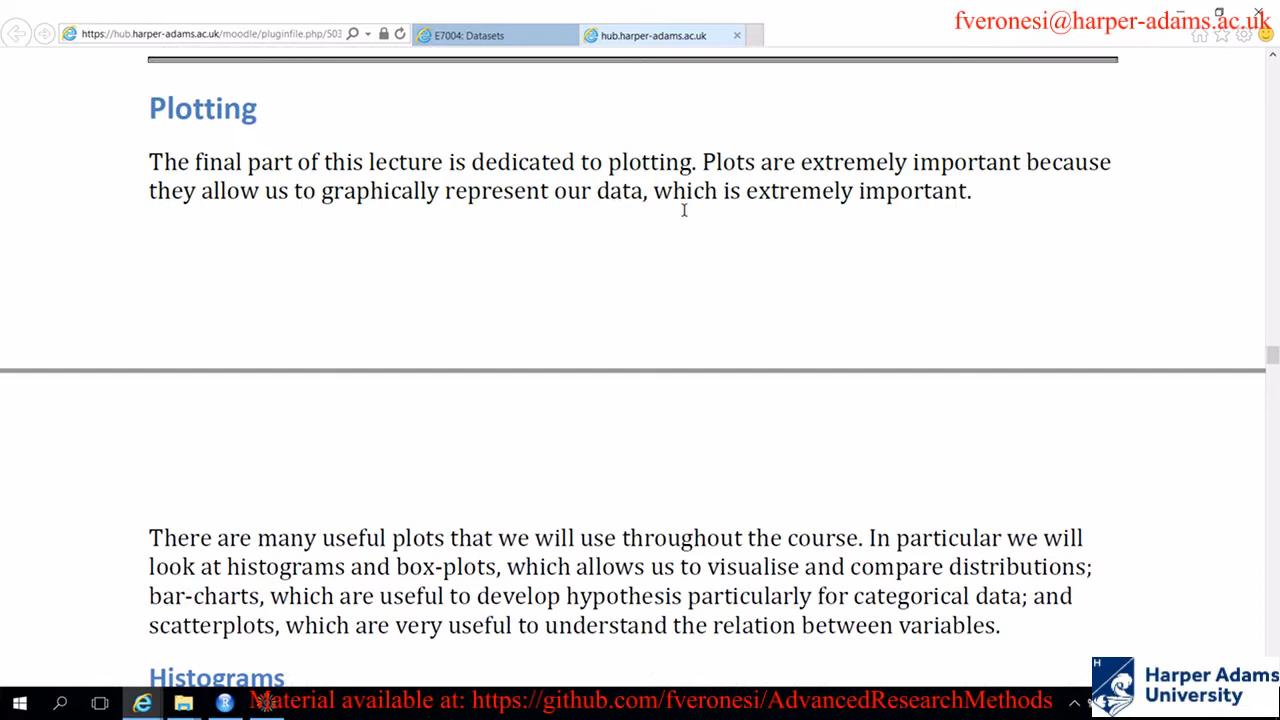 fveronesi@harper-adams.ac.uk
https://hub.harper-adams.ac.uk/moodle/pluginfile.php/503
E7004: Datasets
hub.harper-adams.ac.uk
Plotting
The final part of this lecture is dedicated to plotting. Plots are extremely important because
they allow us to graphically represent our data, which is extremely important.
There are many useful plots that we will use throughout the course. In particular we will
look at histograms and box-plots, which allows us to visualise and compare distributions;
bar-charts, which are useful to develop hypothesis particularly for categorical data; and
scatterplots, which are very useful to understand the relation between variables.
Histograms
Material available at: https://github.com/fveronesi/AdvancedResearchMethods
H
Harper Adams
University